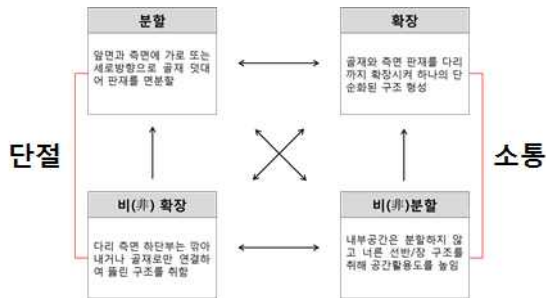 분할
앞면과 측면에 가로 또는
세로방향으로 골재 덧대
어 판재를 면분할
확장
골재와 측면 판재를 다리
까지 확장시켜 하나의 단
순화된 구조 형성
단절
소통
비(非) 확장
다리 측면 하단부는 깎아
내거나 골재로만 연결하
여 뚫린 구조를 취함
비(非)분할
내부공간은 분할하지 않
고 너른 선반/장 구조를
취해 공간활용도를 높임